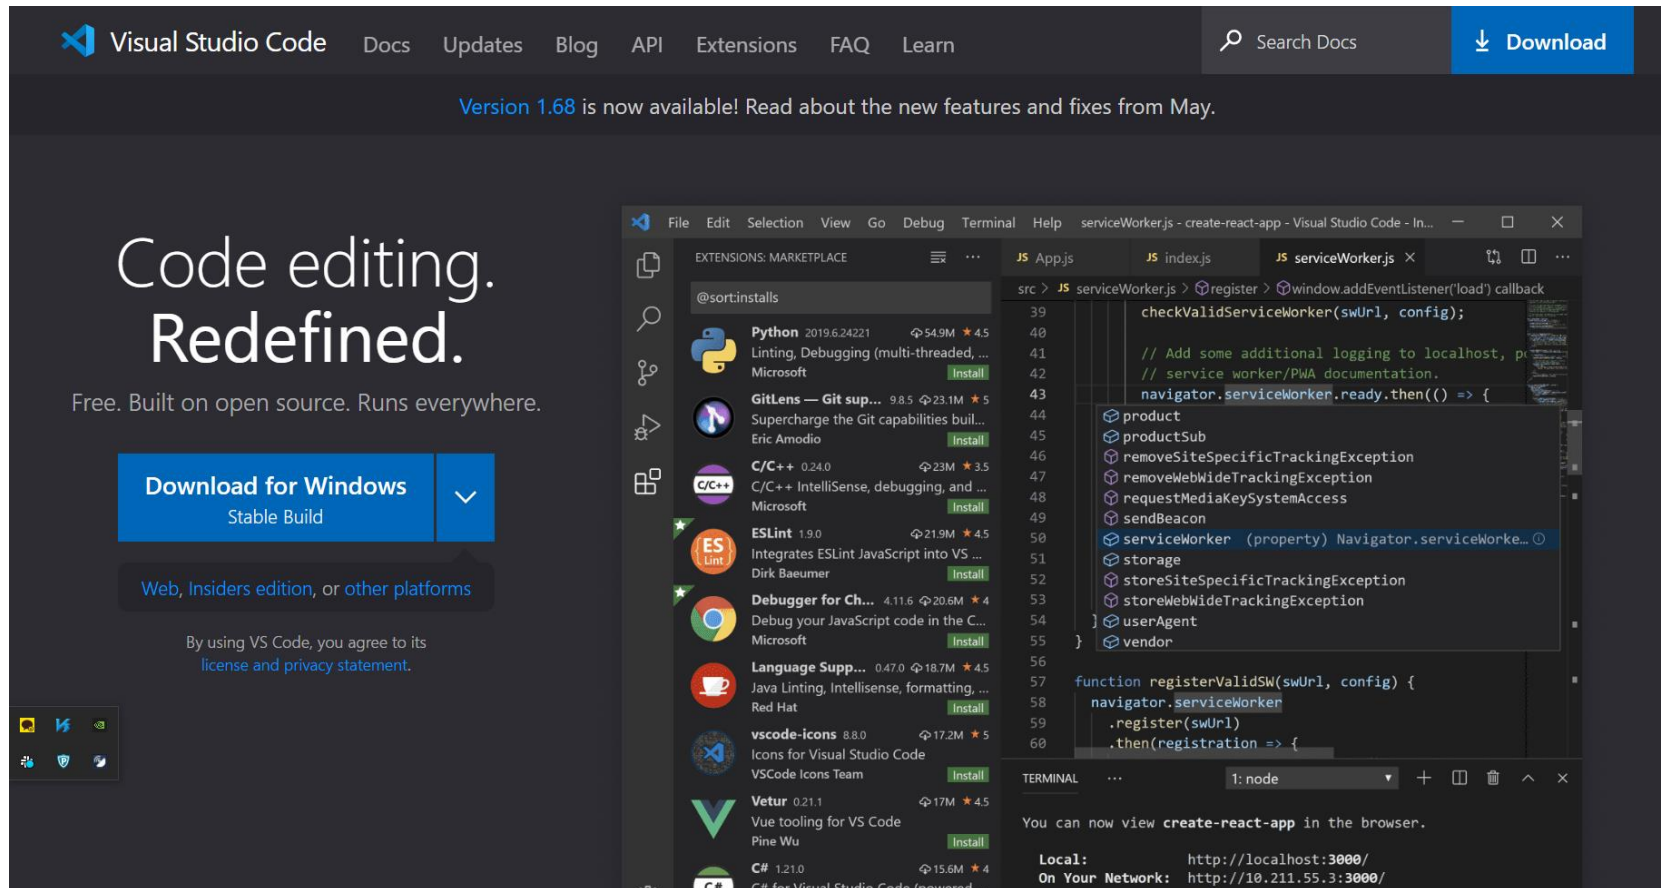 Visual Studio Code Docs Updates Blog API Extensions FAQ Learn Search Docs Download
Version 1.68 is now available! Read about the new features and fixes from May.
Code editing.
Redefined.
Free. Built on open source. Runs everywhere.
Download for Windows
Stable Build
Web, Insiders edition, or other platforms
By using VS Code, you agree to its
license and privacy statement.
File Edit Selection View Go Debug Terminal Help serviceWorker.js - create-react-app - Visual Studio Code - In...
EXTENSIONS: MARKETPLACE
@sort:installs
Python 2019.6.24221 54.9M ★ 4.5
Linting, Debugging (multi-threaded, ...
Microsoft Install
GitLens — Git sup... 9.8.5 23.1M ★ 5
Supercharge the Git capabilities buil...
Eric Amodio Install
C/C++
C/C++ 0.24.0 23M ★ 3.5
C/C++ IntelliSense, debugging, and ...
Microsoft Install
ES
Lint
ESLint 1.9.0 21.9M ★ 4.5
Integrates ESLint JavaScript into VS ...
Dirk Baeumer Install
Debugger for Ch... 4.11.6 20.6M ★ 4
Debug your JavaScript code in the C...
Microsoft Install
Language Supp... 0.47.0 18.7M ★ 4.5
Java Linting, Intellisense, formatting, ...
Red Hat Install
vscode-icons 8.8.0 17.2M ★ 5
Icons for Visual Studio Code
VSCode Icons Team Install
Vetur 0.21.1 17M ★ 4.5
Vue tooling for VS Code
Pine Wu Install
C# 1.21.0 15.6M ★ 4
C# for Visual Studio Code (powered
JS App.js JS index.js JS serviceWorker.js
src > JS serviceWorker.js > register > window.addEventListener('load') callback
39 checkValidServiceWorker(swUrl, config);
40
41 // Add some additional logging to localhost, p
42 // service worker/PWA documentation.
43 navigator.serviceWorker.ready.then(() => {
44 product
45 productSub
46 removeSiteSpecificTrackingException
47 removeWebWideTrackingException
48 requestMediaKeySystemAccess
49 sendBeacon
50 serviceWorker (property) Navigator.serviceWorke...
51 storage
52 storeSiteSpecificTrackingException
53 storeWebWideTrackingException
54 } userAgent
55 } vendor
56
57 function registerValidSW(swUrl, config) {
58 navigator.serviceWorker
59 .register(swUrl)
60 .then(registration => {
TERMINAL ... 1: node
You can now view create-react-app in the browser.
Local: http://localhost:3000/
On Your Network: http://10.211.55.3:3000/